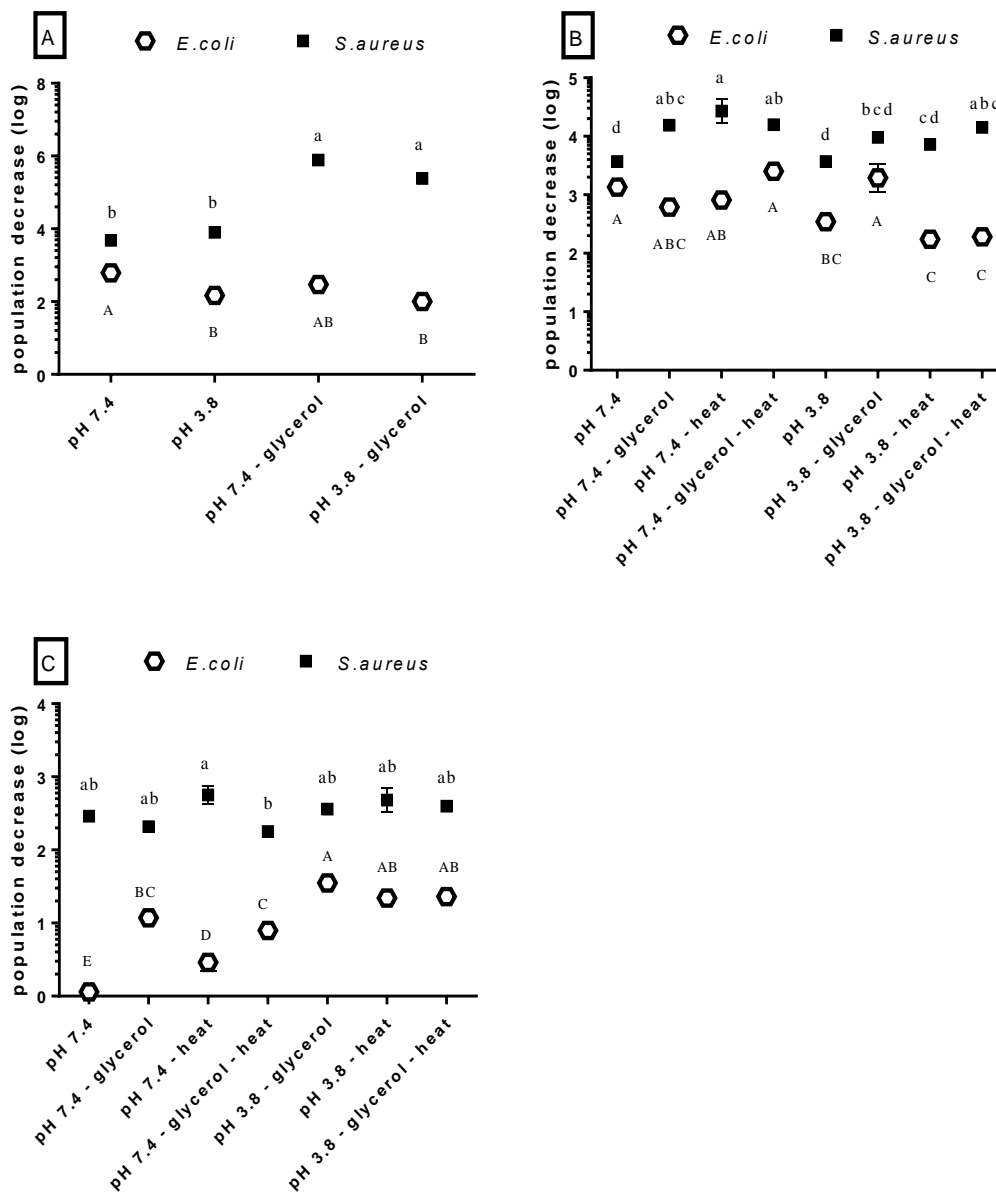 A
E.coli
S.aureus
population decrease (log)
8
6
4
2
0
b
b
a
a
A
B
AB
B
pH 7.4
pH 3.8
pH 7.4 - glycerol
pH 3.8 - glycerol
B
E.coli
S.aureus
population decrease (log)
5
4
3
2
1
0
d
abc
a
ab
d
bcd
cd
abc
A
ABC
AB
A
BC
A
C
C
pH 7.4
pH 7.4 - glycerol
pH 7.4 - heat
pH 7.4 - glycerol - heat
pH 3.8
pH 3.8 - glycerol
pH 3.8 - heat
pH 3.8 - glycerol - heat
C
E.coli
S.aureus
population decrease (log)
4
3
2
1
0
ab
ab
a
b
ab
ab
ab
E
BC
D
C
A
AB
AB
pH 7.4
pH 7.4 - glycerol
pH 7.4 - heat
pH 7.4 - glycerol - heat
pH 3.8 - glycerol
pH 3.8 - heat
pH 3.8 - glycerol - heat